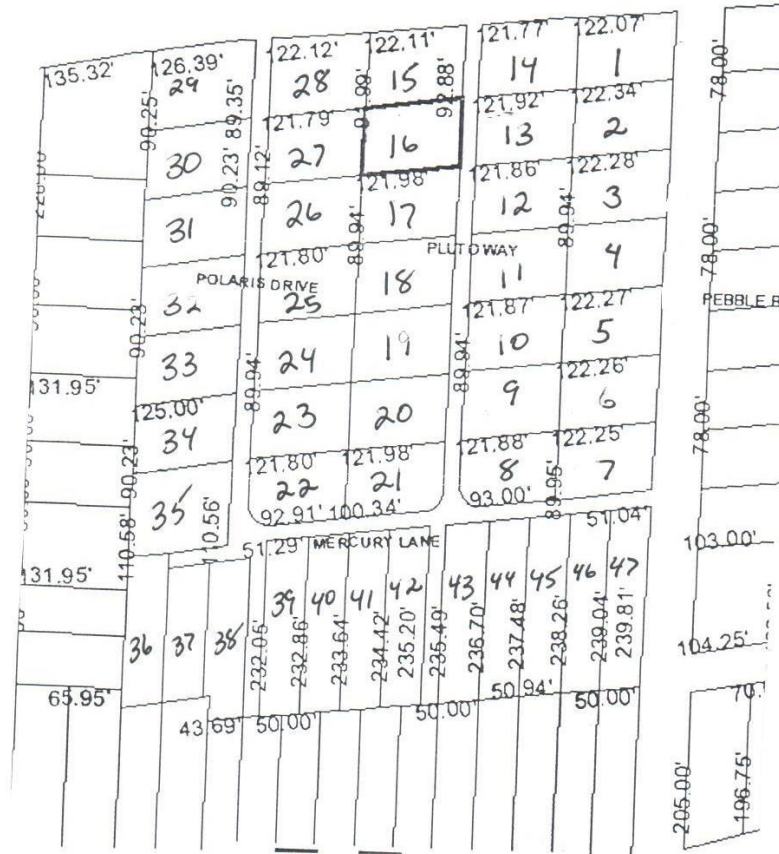 135.32' 126.39' 122.12' 122.11' 121.77' 122.07'
29 28 15 14 1
90.25' 89.35' 92.88' 78.00'
121.79' 121.92' 122.34'
30 27 16 13 2
90.23' 89.12' 121.98' 121.86' 122.28'
31 26 17 12 3
89.94' 89.94'
121.80' PLUTO WAY 4 78.00'
POLARIS DRIVE 18 11
32 25 121.87' 122.27' PEBBLE B
90.23' 19 10 5
33 24 89.94' 122.26'
131.95' 89.94' 9 6
125.00' 23 20
34 121.88' 122.25' 78.00'
90.23' 121.80' 121.98' 8 7
35 22 21 93.00' 89.95'
110.58' 110.56' 92.91' 100.34' 51.04'
51.29' MERCURY LANE 103.00'
131.95' 39 40 41 42 43 44 45 46 47
36 37 38 232.05' 232.86' 233.64' 234.42' 235.20' 235.49' 236.70' 237.48' 238.26' 239.04' 239.81' 104.25'
65.95' 50.94' 70.
43.69' 50.00' 50.00' 50.00'
205.00' 196.75'